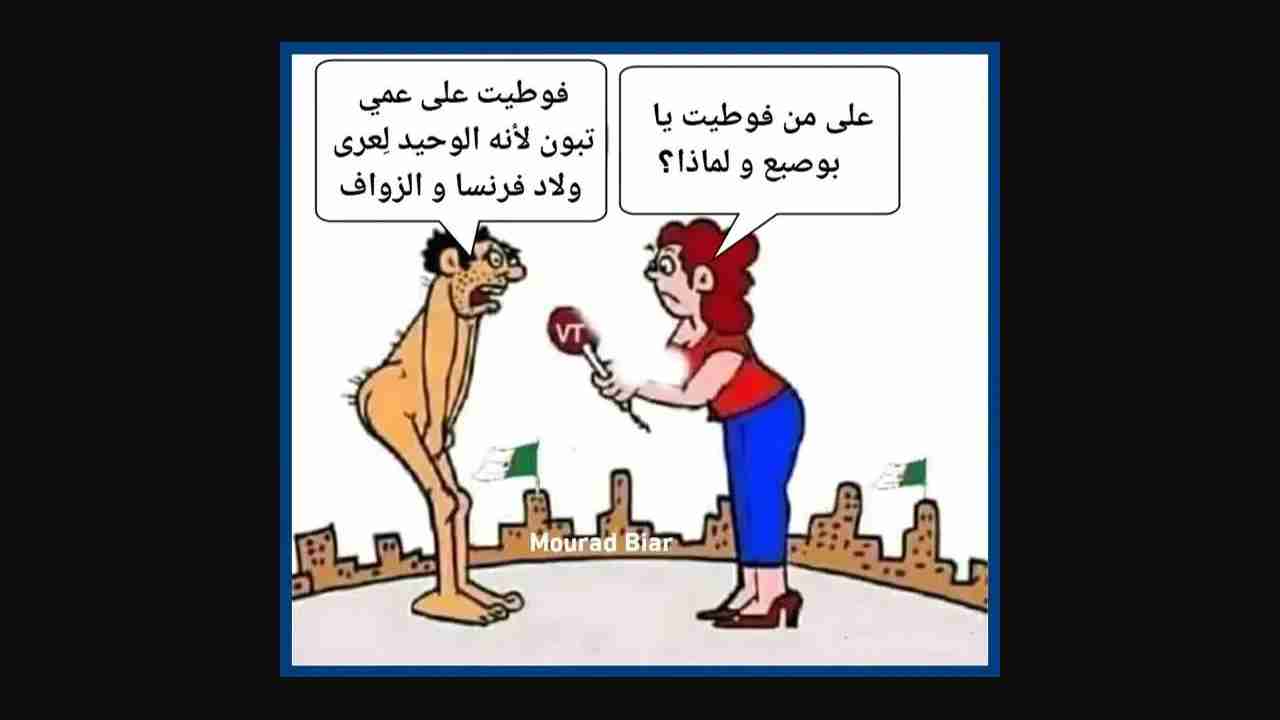 على من فوطيت يا
بوصبع و لماذا؟
فوطيت على عمي
تبون لأنه الوحيد لِعرى
ولاد فرنسا و الزواف
VT
Mourad Biar